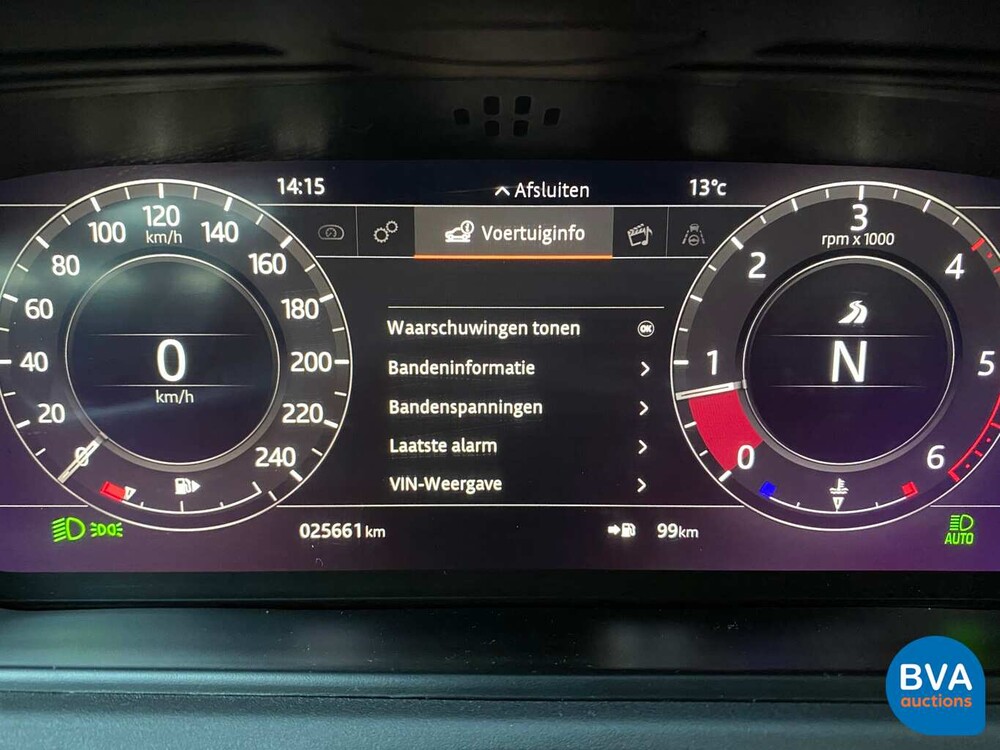 14:15
Afsluiten
13°C
Voertuiginfo
Waarschuwingen tonen
OK
Bandeninformatie
Bandenspanningen
Laatste alarm
VIN-Weergave
0
20
40
60
80
100
120
km/h
140
160
180
200
220
240
0
km/h
0
1
2
3
rpm x 1000
4
5
6
N
025661 km
99km
AUTO
BVA
auctions